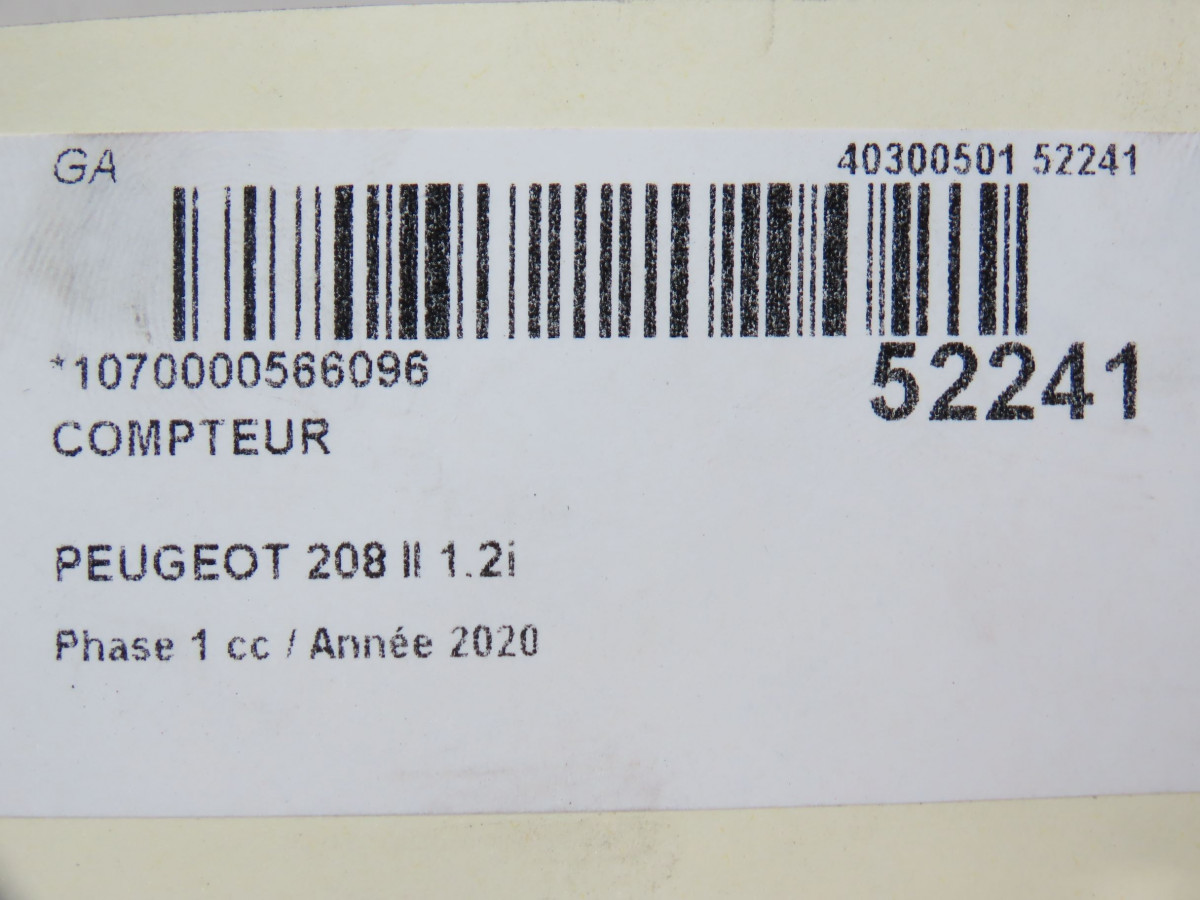 GA
40300501 52241
*1070000566096
52241
COMPTEUR
PEUGEOT 208 II 1.2i
Phase 1 cc / Année 2020